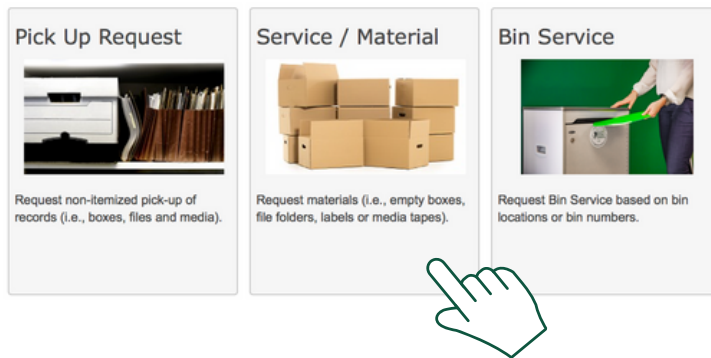 Pick Up Request
Request non-itemized pick-up of
records (i.e., boxes, files and media).
Service / Material
Request materials (i.e., empty boxes,
file folders, labels or media tapes).
Bin Service
Request Bin Service based on bin
locations or bin numbers.